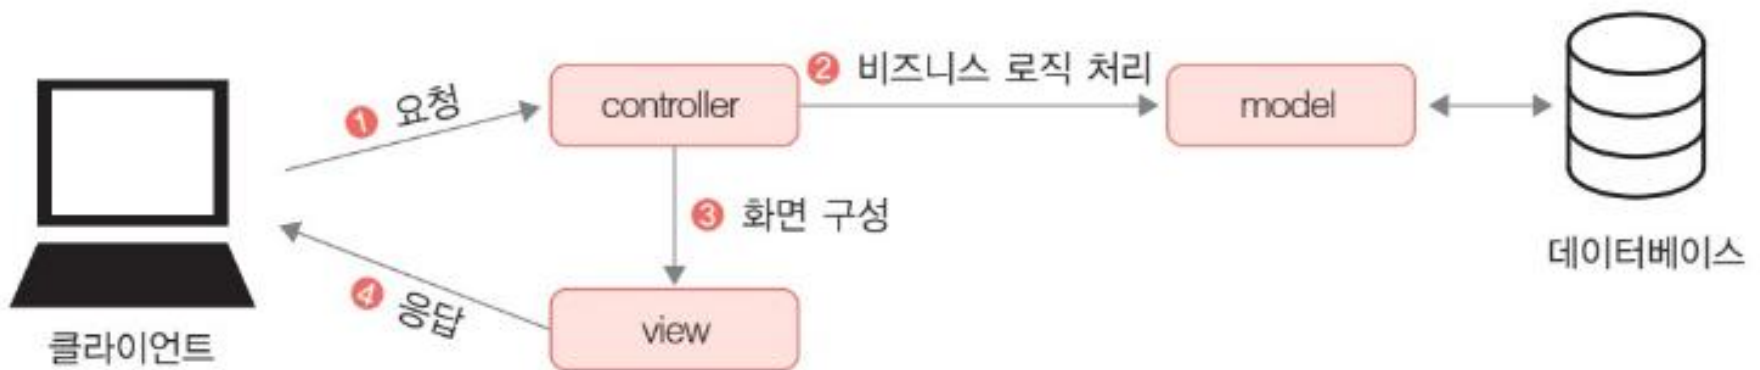 ❶ 요청
controller
❷ 비즈니스 로직 처리
model
❸ 화면 구성
데이터베이스
❹ 응답
view
클라이언트